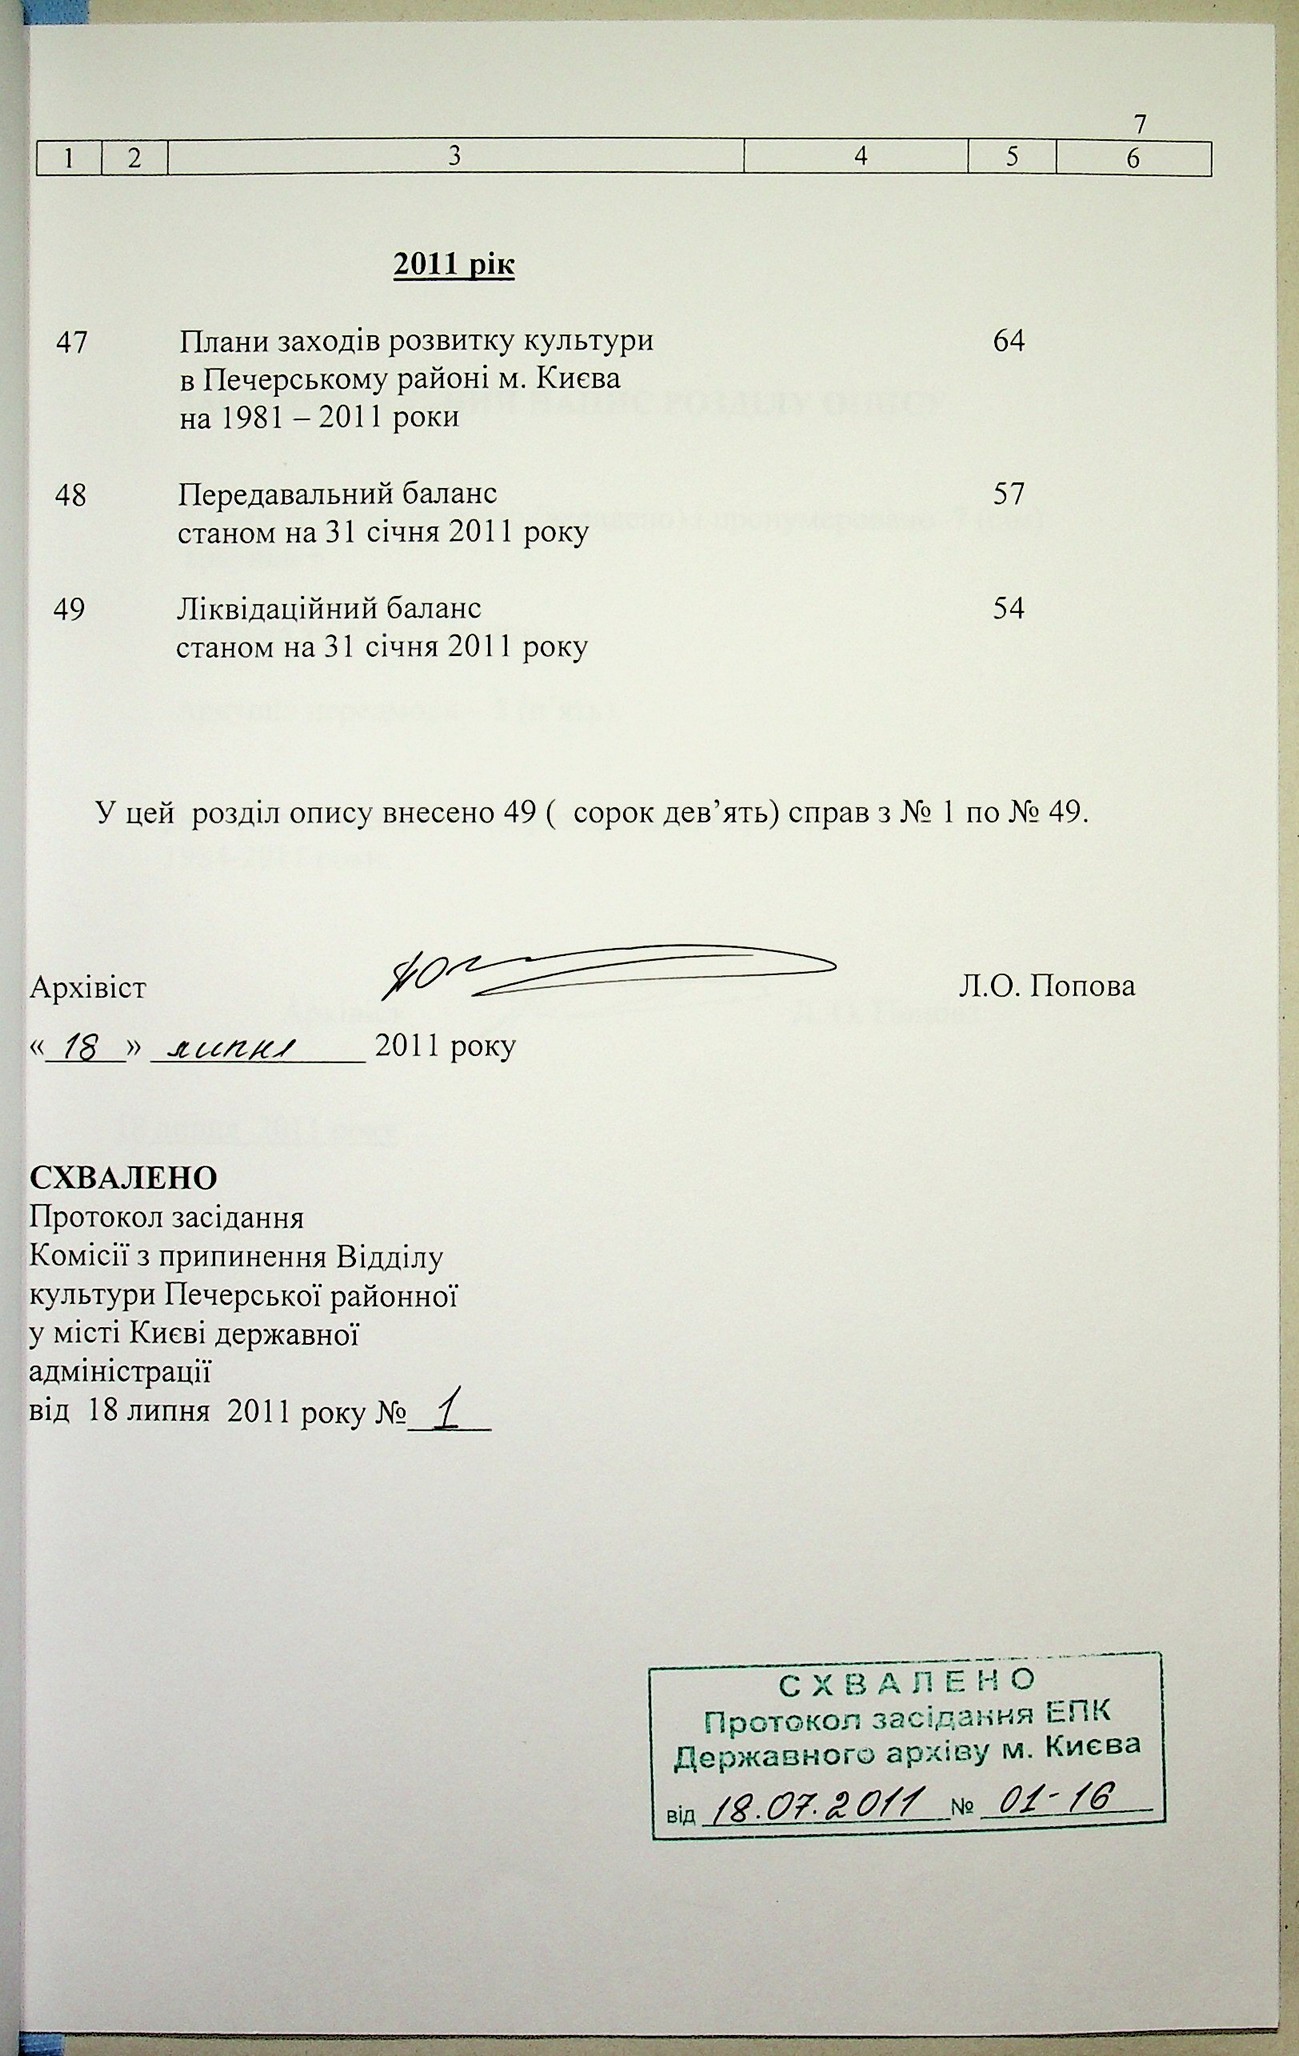 7
1 2 3 4 5 6
2011 рік
47 Плани заходів розвитку культури 64
в Печерському районі м. Києва
на 1981 – 2011 роки
48 Передавальний баланс 57
станом на 31 січня 2011 року
49 Ліквідаційний баланс 54
станом на 31 січня 2011 року
У цей розділ опису внесено 49 ( сорок дев’ять) справ з № 1 по № 49.
Архівіст Л.О. Попова
« 18 » липня 2011 року
СХВАЛЕНО
Протокол засідання
Комісії з припинення Відділу
культури Печерської районної
у місті Києві державної
адміністрації
від 18 липня 2011 року № 1
СХВАЛЕНО
Протокол засідання ЕПК
Державного архіву м. Києва
від 18.07.2011 № 01-16